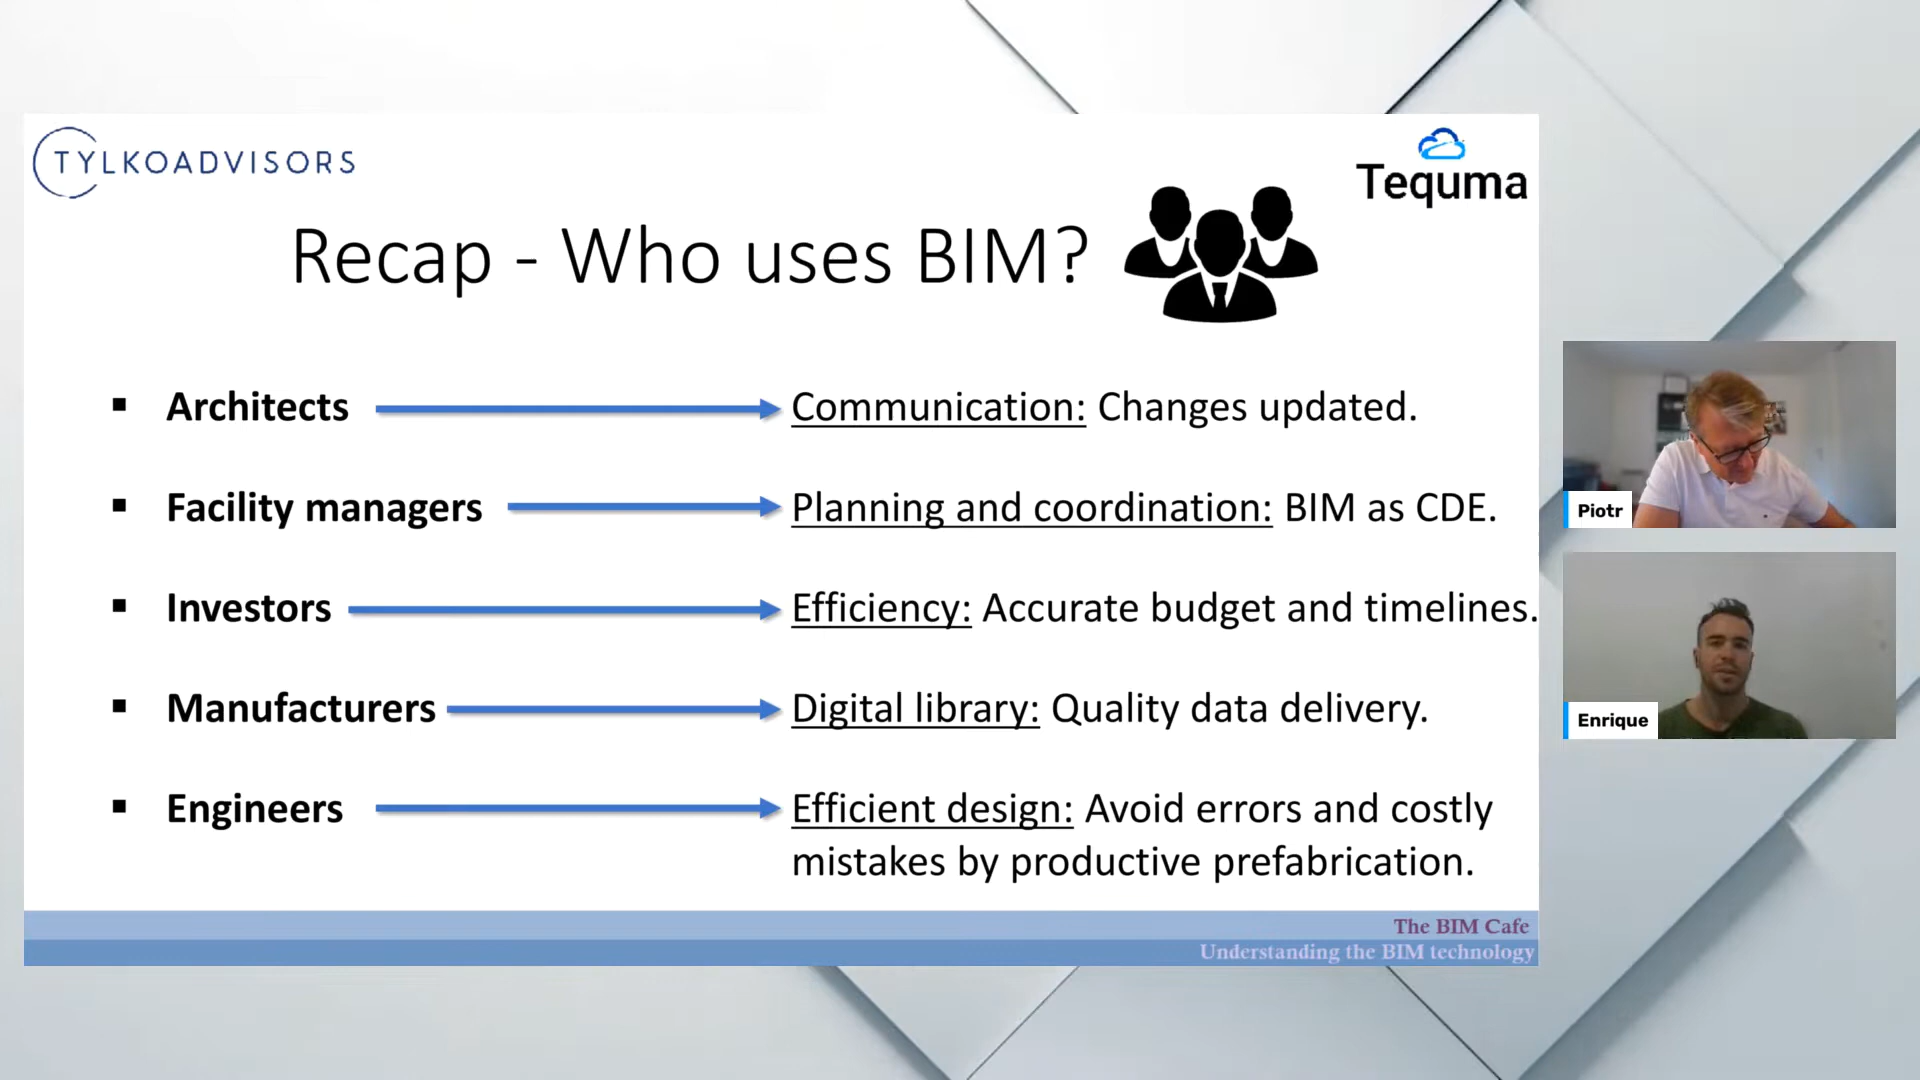 TYLKOADVISORS
Tequma
Recap - Who uses BIM?
▪ Architects
Communication: Changes updated.
▪ Facility managers
Planning and coordination: BIM as CDE.
▪ Investors
Efficiency: Accurate budget and timelines.
▪ Manufacturers
Digital library: Quality data delivery.
▪ Engineers
Efficient design: Avoid errors and costly
mistakes by productive prefabrication.
The BIM Cafe
Understanding the BIM technology
Piotr
Enrique